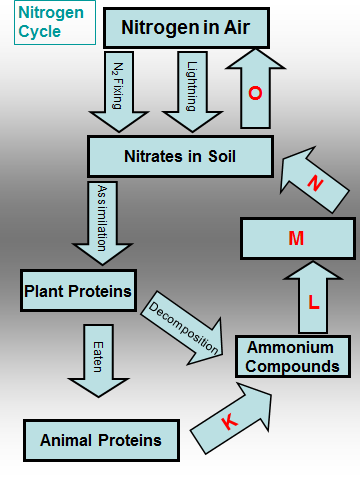 Nitrogen
Cycle
Nitrogen in Air
N₂ Fixing
Lightning
O
Nitrates in Soil
N
Assimilation
M
Plant Proteins
Decomposition
L
Ammonium
Compounds
Eaten
K
Animal Proteins